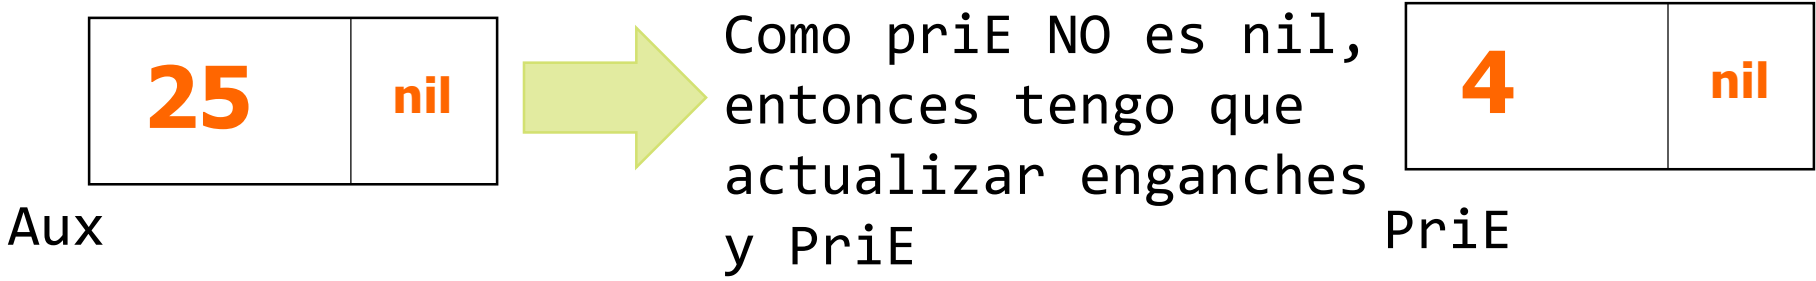 25 nil
Aux
Como priE NO es nil,
entonces tengo que
actualizar enganches
y PriE
4 nil
PriE